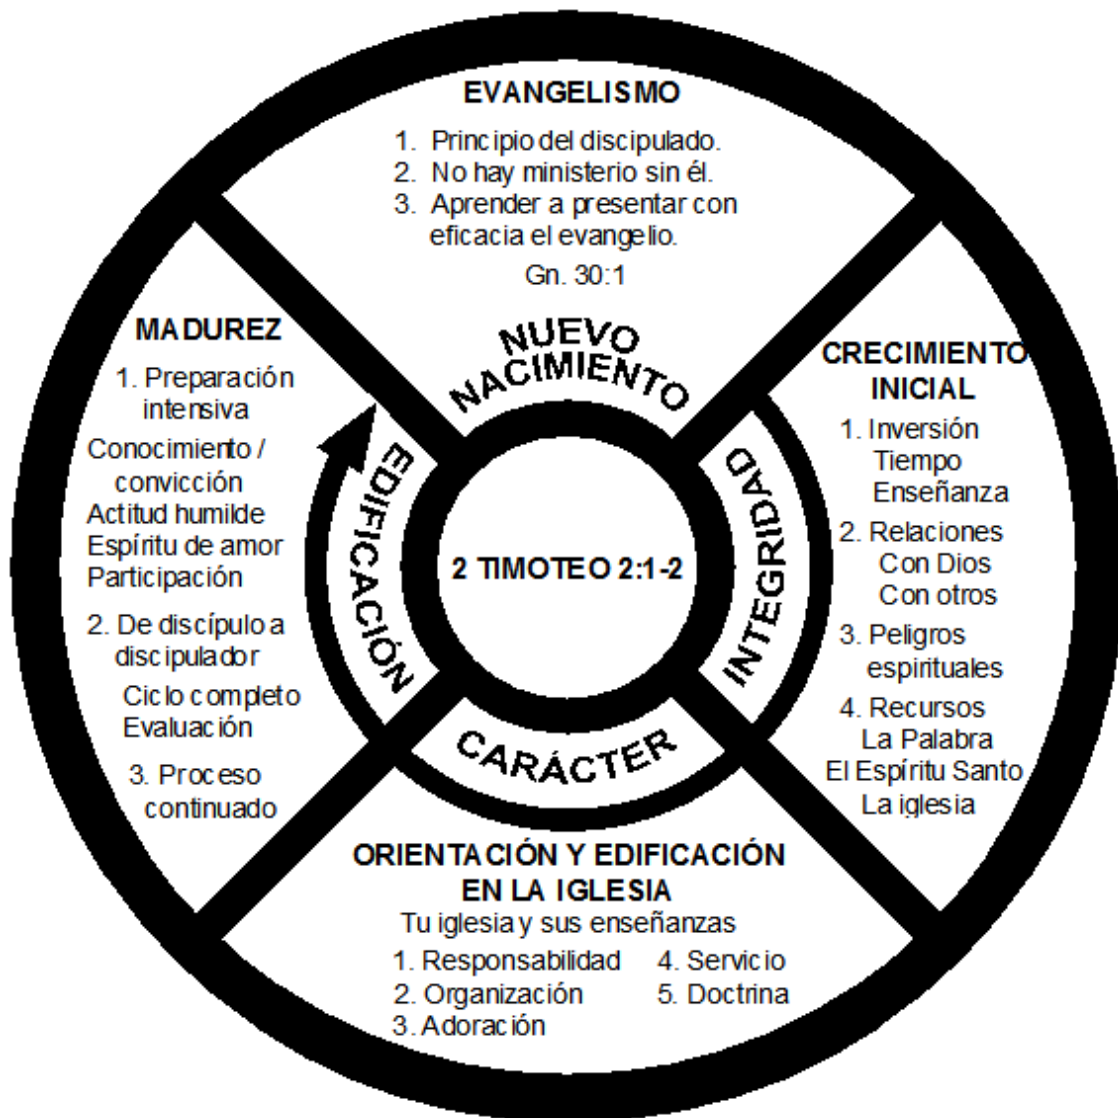 EVANGELISMO
1. Principio del discipulado.
2. No hay ministerio sin él.
3. Aprender a presentar con
eficacia el evangelio.
Gn. 30:1
NUEVO
NACIMIENTO
CRECIMIENTO
INICIAL
1. Inversión
Tiempo
Enseñanza
2. Relaciones
Con Dios
Con otros
3. Peligros
espirituales
4. Recursos
La Palabra
El Espíritu Santo
La iglesia
INTEGRIDAD
ORIENTACIÓN Y EDIFICACIÓN
EN LA IGLESIA
Tu iglesia y sus enseñanzas
1. Responsabilidad
2. Organización
3. Adoración
4. Servicio
5. Doctrina
CARÁCTER
MADUREZ
1. Preparación
intensiva
Conocimiento /
convicción
Actitud humilde
Espíritu de amor
Participación
2. De discípulo a
discipulador
Ciclo completo
Evaluación
3. Proceso
continuado
EDIFICACIÓN
2 TIMOTEO 2:1-2